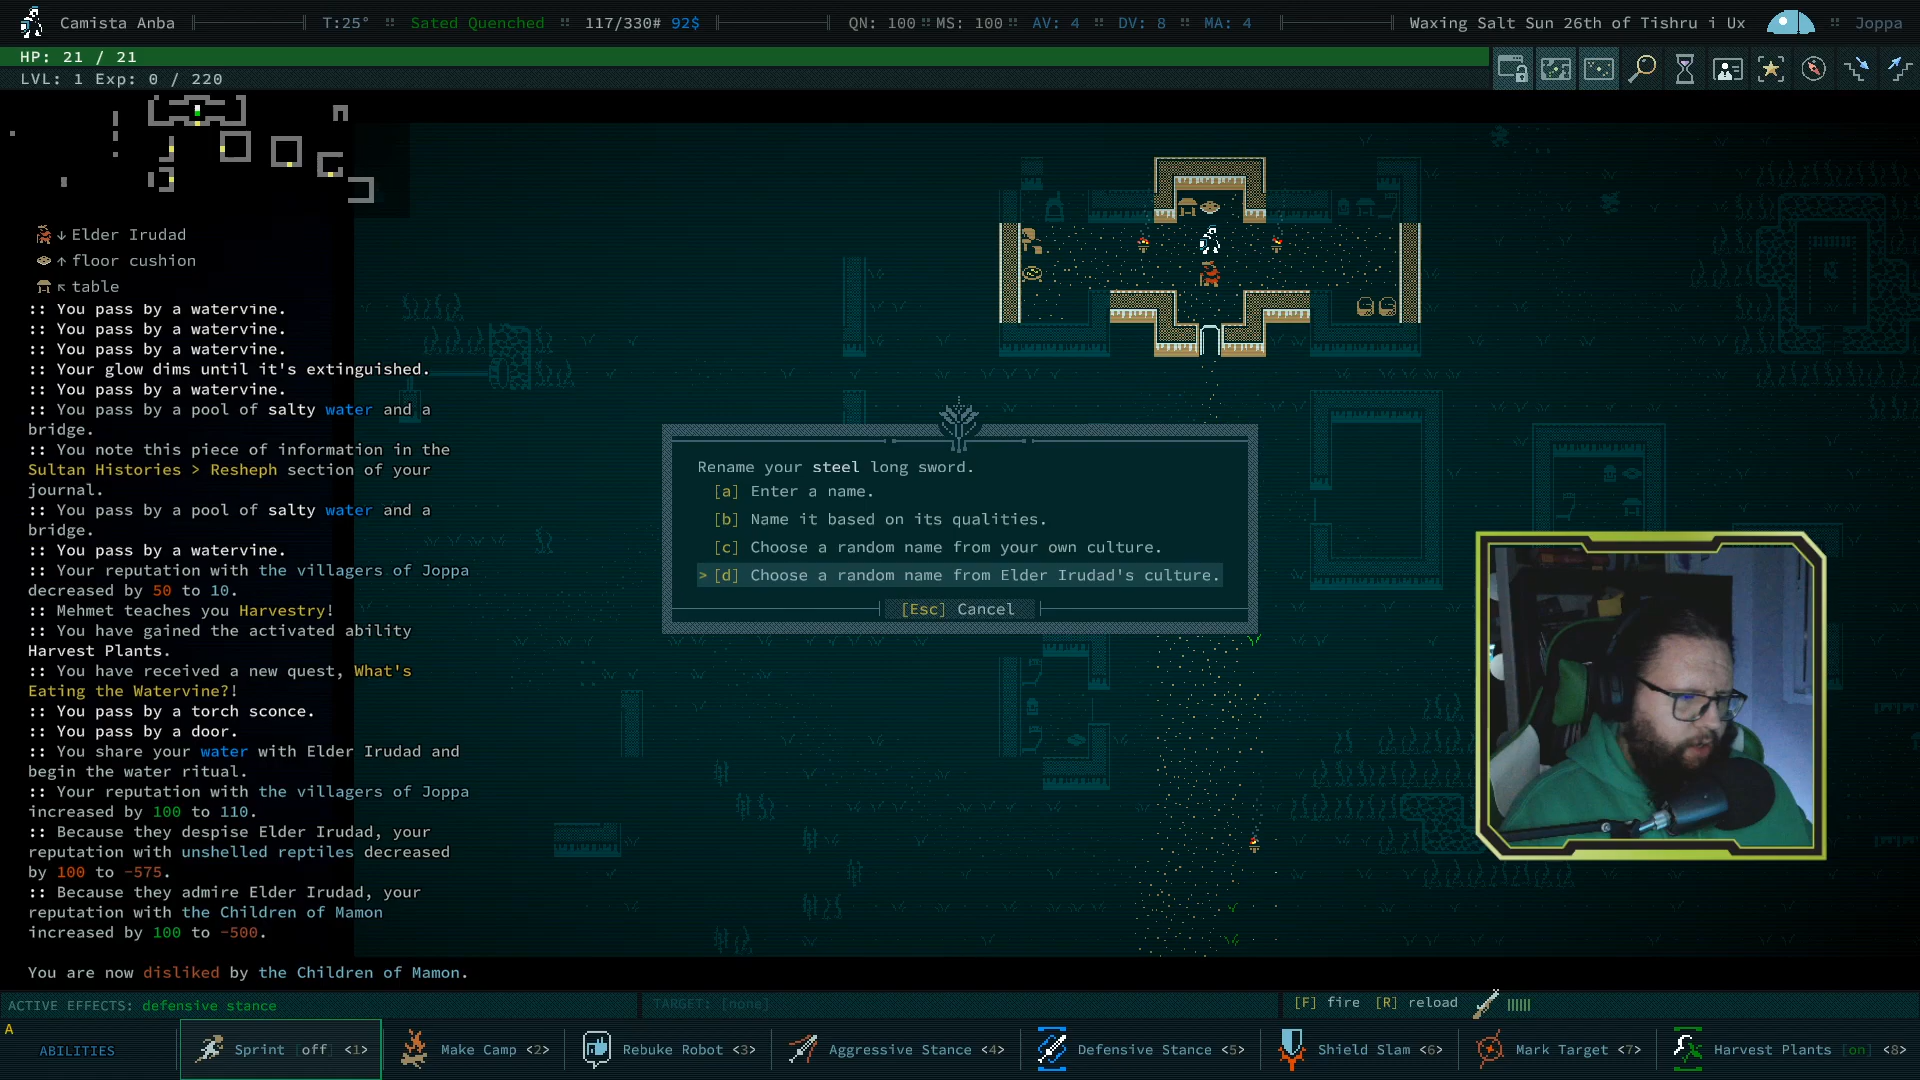 Camista Anba
T:25° :: Sated Quenched :: 117/330# 92$
QN: 100 :: MS: 100 :: AV: 4 :: DV: 8 :: MA: 4
Waxing Salt Sun 26th of Tishru i Ux :: Joppa
HP: 21 / 21
LVL: 1 Exp: 0 / 220
↓ Elder Irudad
↑ floor cushion
↖ table
:: You pass by a watervine.
:: You pass by a watervine.
:: You pass by a watervine.
:: Your glow dims until it's extinguished.
:: You pass by a watervine.
:: You pass by a pool of salty water and a
bridge.
:: You note this piece of information in the
Sultan Histories > Resheph section of your
journal.
:: You pass by a pool of salty water and a
bridge.
:: You pass by a watervine.
:: Your reputation with the villagers of Joppa
decreased by 50 to 10.
:: Mehmet teaches you Harvestry!
:: You have gained the activated ability
Harvest Plants.
:: You have received a new quest, What's
Eating the Watervine?!
:: You pass by a torch sconce.
:: You pass by a door.
:: You share your water with Elder Irudad and
begin the water ritual.
:: Your reputation with the villagers of Joppa
increased by 100 to 110.
:: Because they despise Elder Irudad, your
reputation with unshelled reptiles decreased
by 100 to -575.
:: Because they admire Elder Irudad, your
reputation with the Children of Mamon
increased by 100 to -500.
You are now disliked by the Children of Mamon.
Rename your steel long sword.
[a] Enter a name.
[b] Name it based on its qualities.
[c] Choose a random name from your own culture.
> [d] Choose a random name from Elder Irudad's culture.
[Esc] Cancel
ACTIVE EFFECTS: defensive stance
TARGET: [none]
[F] fire [R] reload
A
ABILITIES
Sprint [off] <1>
Make Camp <2>
Rebuke Robot <3>
Aggressive Stance <4>
Defensive Stance <5>
Shield Slam <6>
Mark Target <7>
Harvest Plants [on] <8>